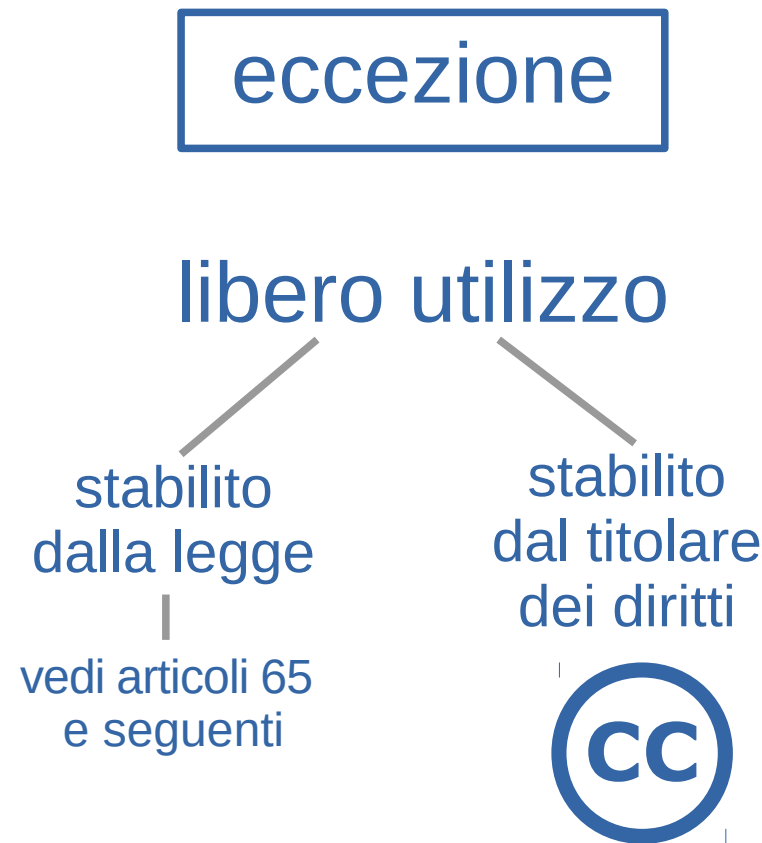 eccezione
libero utilizzo
stabilito
dalla legge
vedi articoli 65
e seguenti
stabilito
dal titolare
dei diritti
CC